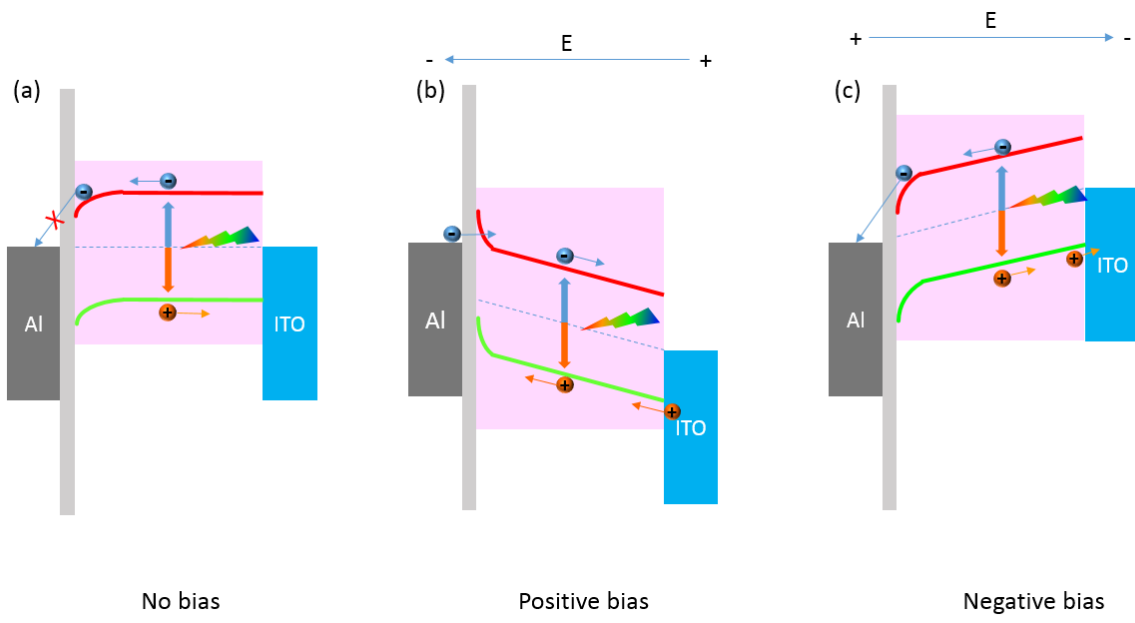 E
- +
(a)
(b)
E
+ -
(c)
-
-
+
Al
ITO
-
-
+
+
Al
ITO
-
-
+
+
Al
ITO
No bias
Positive bias
Negative bias